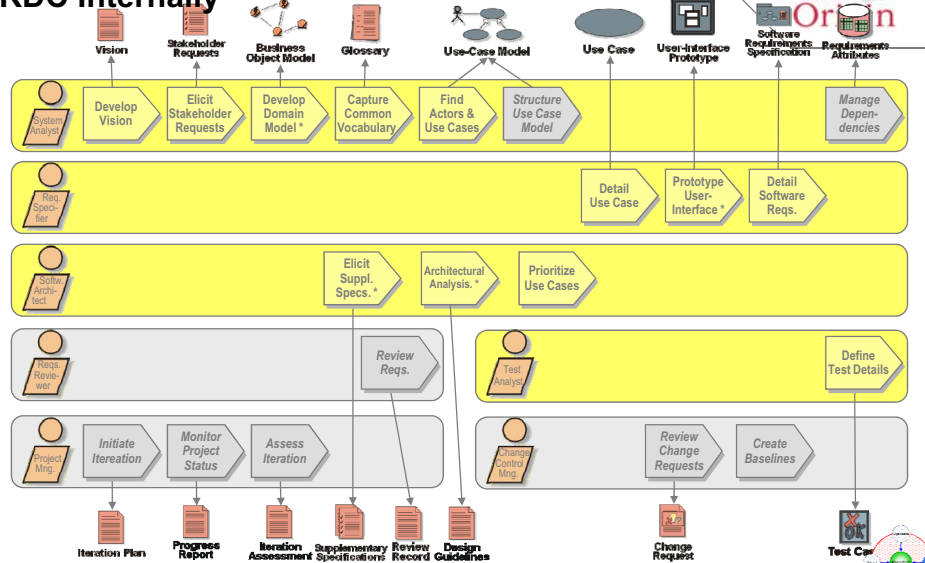 RDC internally
Origin
Vision
Stakeholder
Requests
Business
Object Model
Glossary
Use-Case Model
Use Case
User-Interface
Prototype
Software
Requirements
Specification
Requirements
Attributes
System
Analyst
Develop
Vision
Elicit
Stakeholder
Requests
Develop
Domain
Model *
Capture
Common
Vocabulary
Find
Actors &
Use Cases
Structure
Use Case
Model
Manage
Depen-
dencies
Req.
Speci-
fier
Detail
Use Case
Prototype
User-
Interface *
Detail
Software
Reqs.
Softw.
Archi-
tect
Elicit
Suppl.
Specs. *
Architectural
Analysis. *
Prioritize
Use Cases
Reqs.
Revie-
wer
Review
Reqs.
Test
Analyst
Define
Test Details
Project
Mng.
Initiate
Itereation
Monitor
Project
Status
Assess
Iteration
Change
Control
Mng.
Review
Change
Requests
Create
Baselines
Iteration Plan
Progress
Report
Iteration
Assessment
Supplementary
Specifications
Review
Record
Design
Guidelines
Change
Request
OK
Test